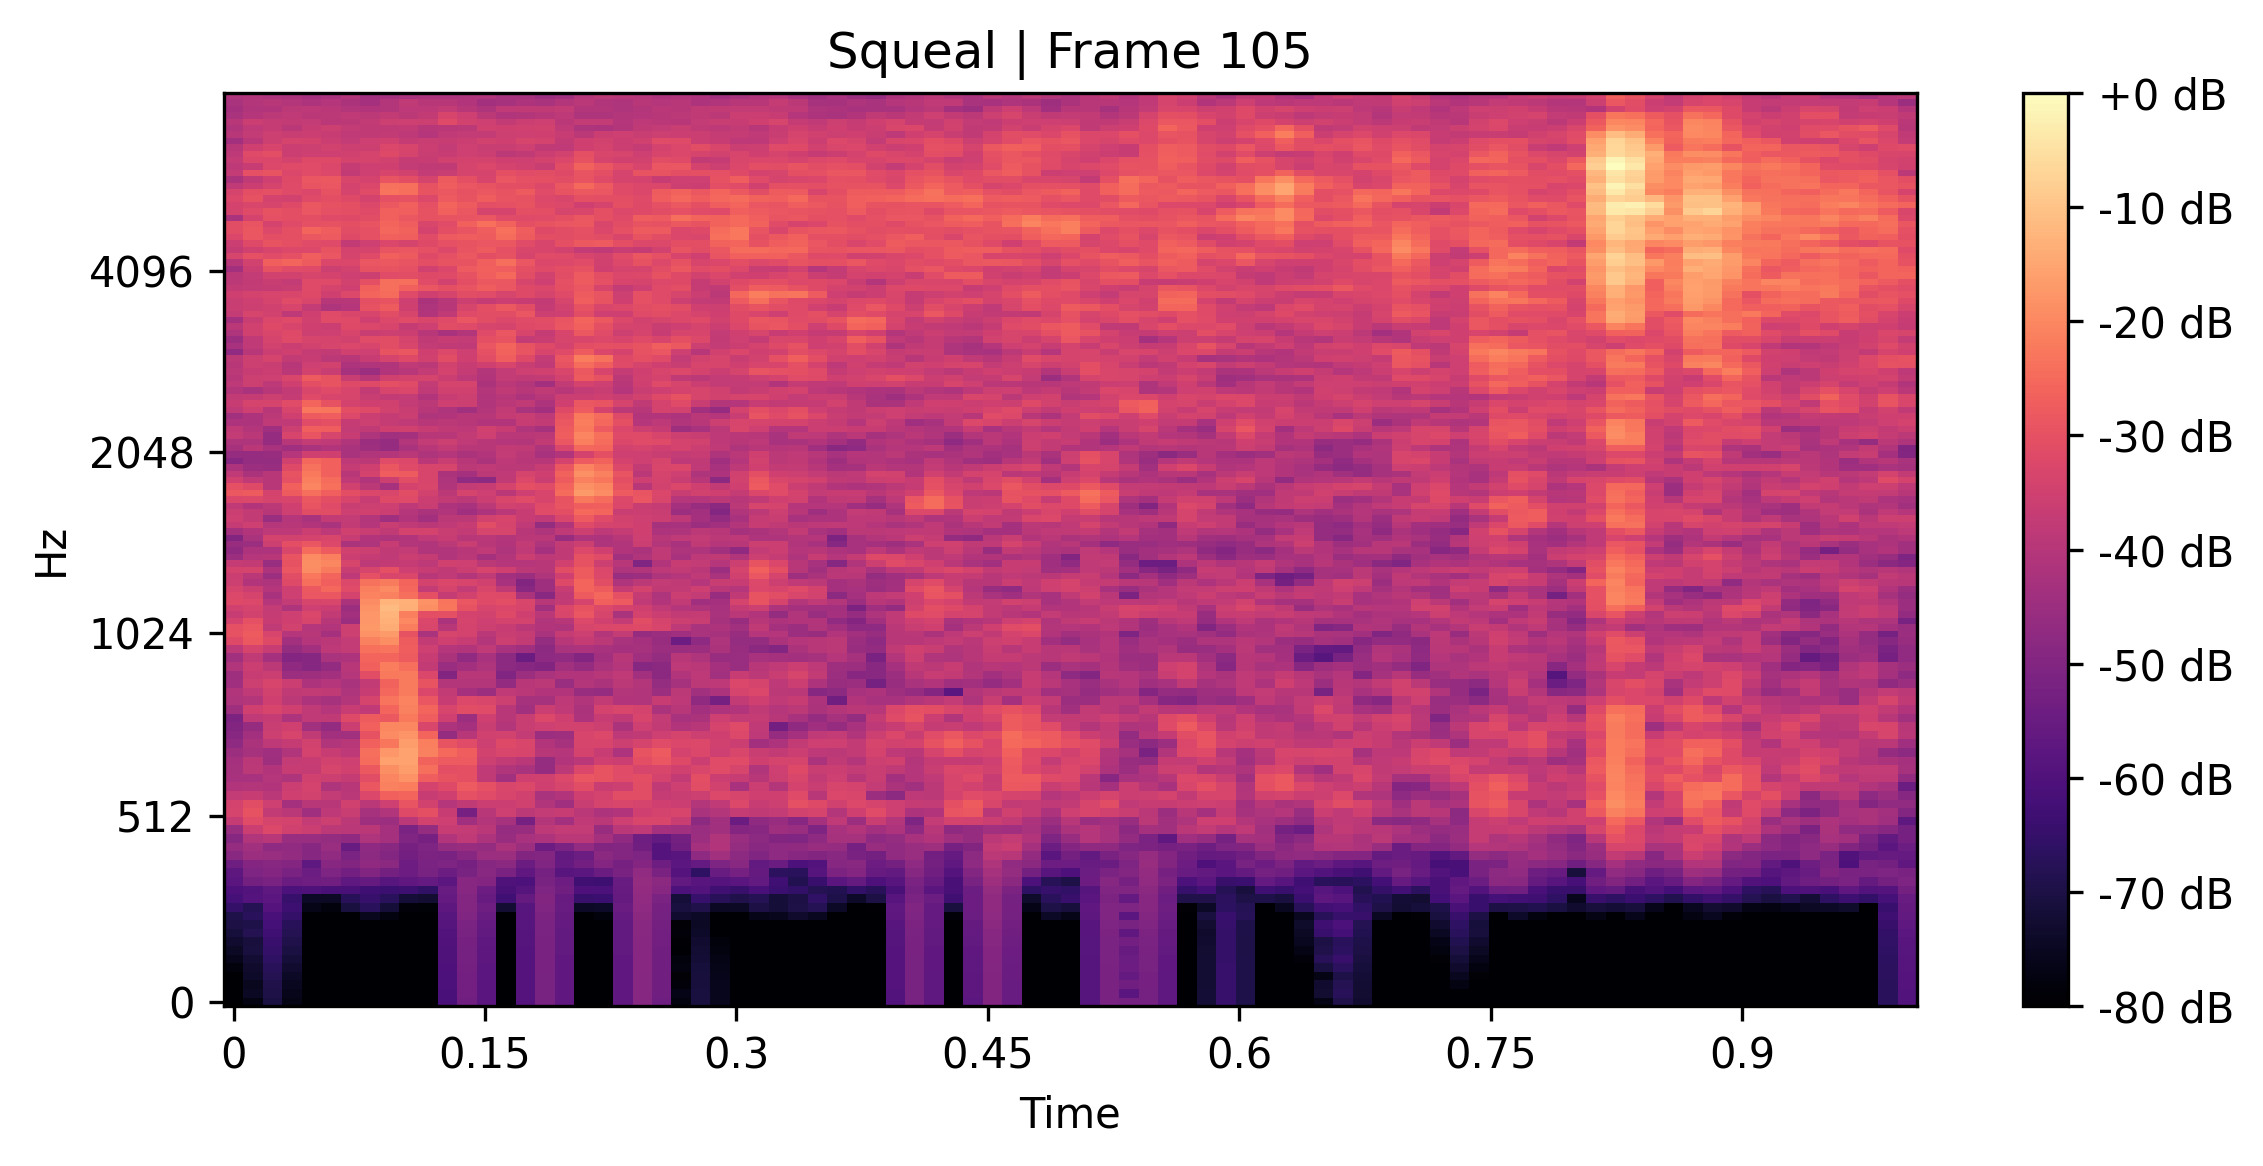 Squeal | Frame 105
+0 dB
-10 dB
-20 dB
-30 dB
-40 dB
-50 dB
-60 dB
-70 dB
-80 dB
Hz
4096
2048
1024
512
0
0 0.15 0.3 0.45 0.6 0.75 0.9
Time